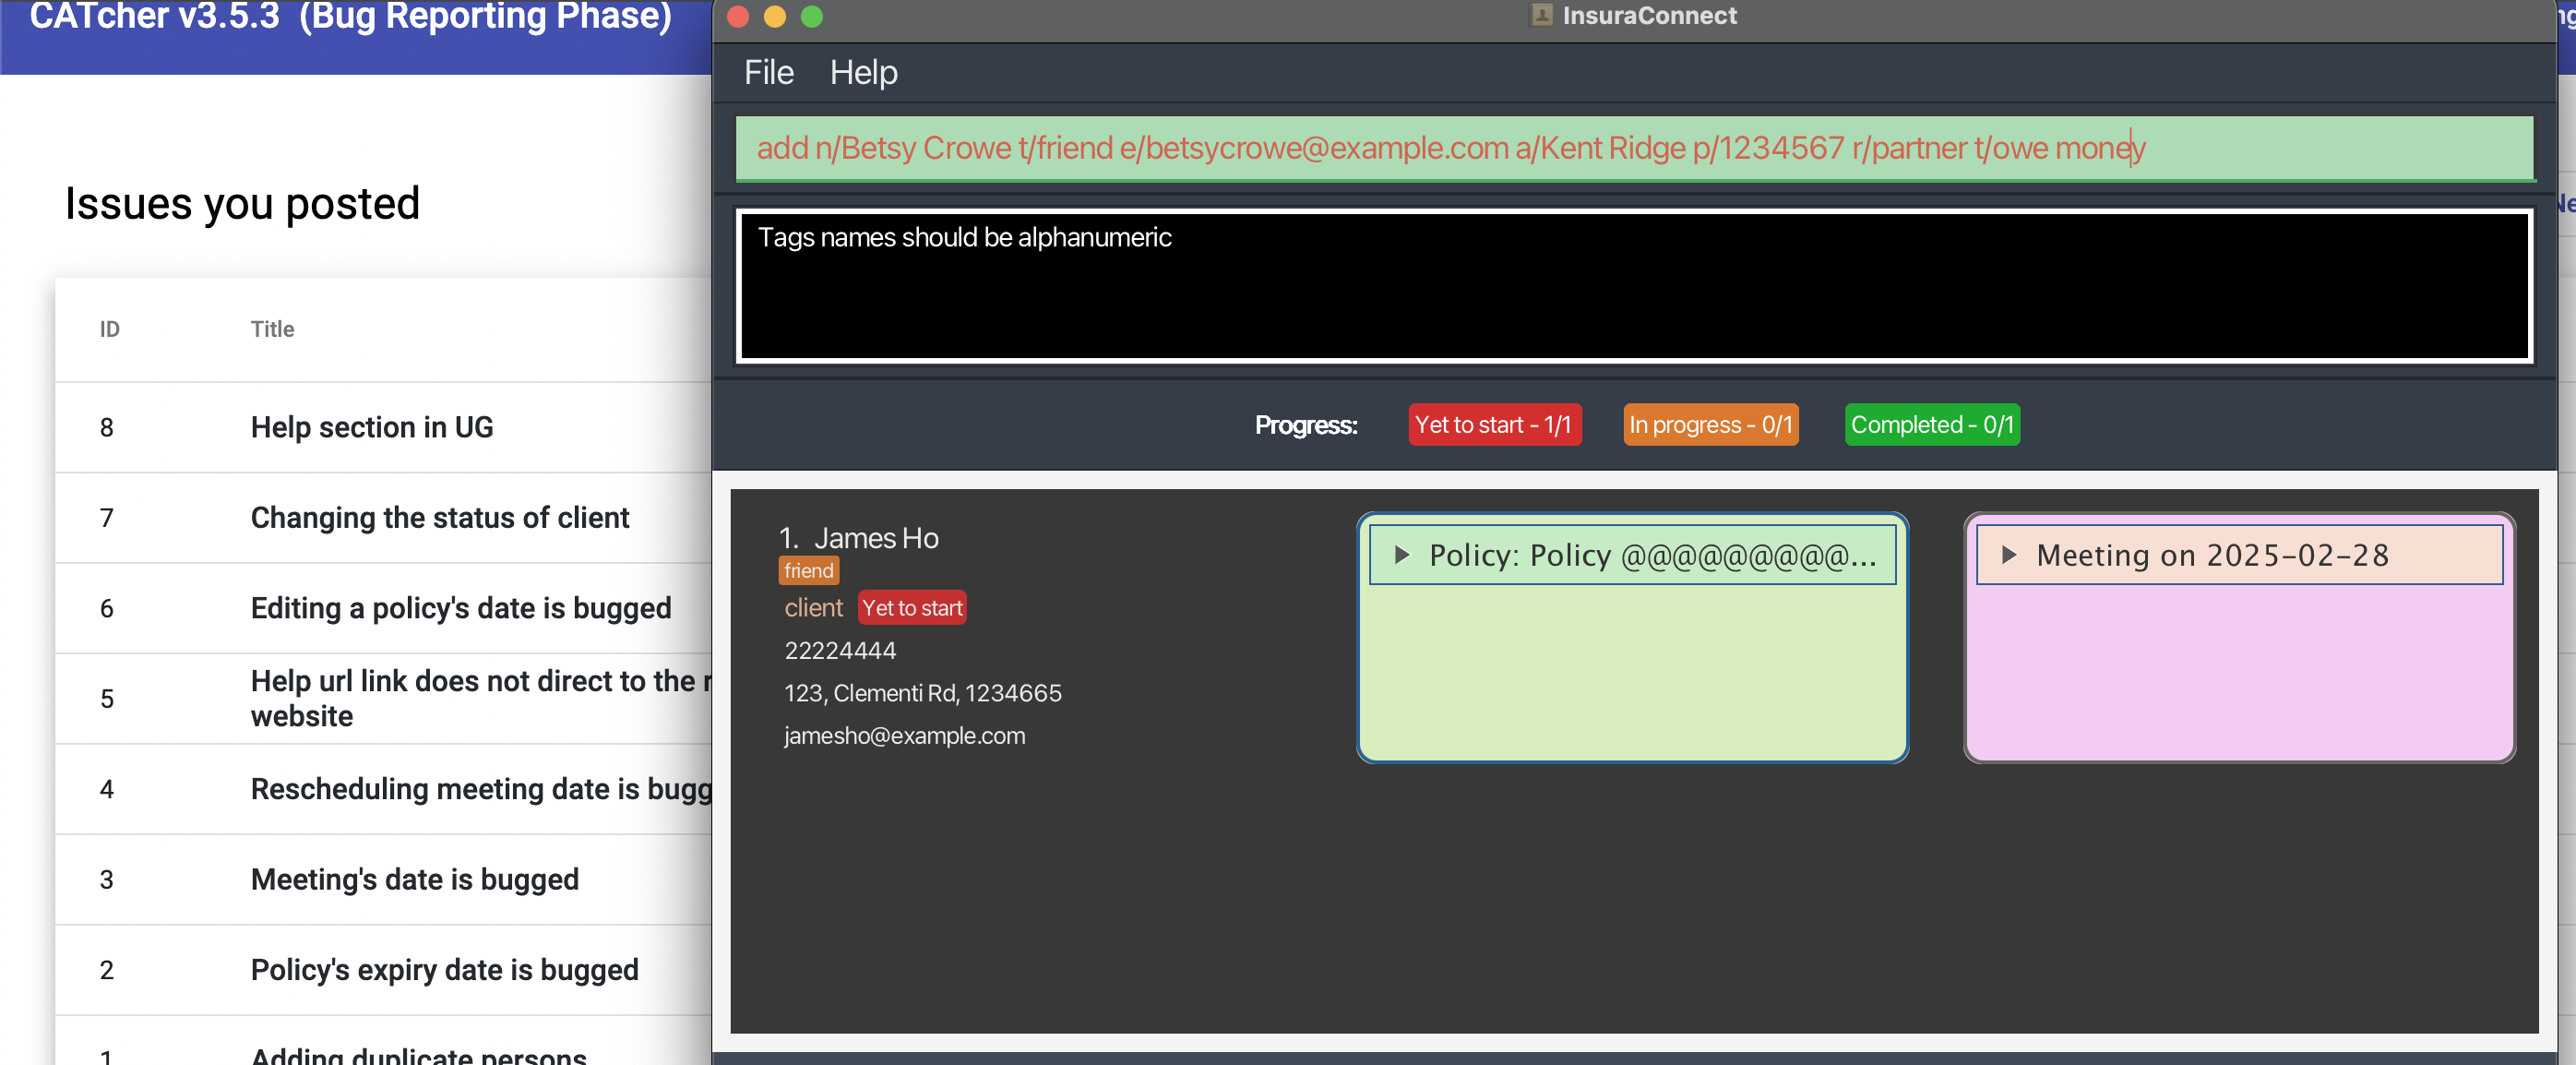 CATcher v3.5.3 (Bug Reporting Phase)
Issues you posted
ID Title
8 Help section in UG
7 Changing the status of client
6 Editing a policy's date is bugged
5 Help url link does not direct to the
website
4 Rescheduling meeting date is bugg
3 Meeting's date is bugged
2 Policy's expiry date is bugged
1 Adding duplicate persons
InsuraConnect
File Help
add n/Betsy Crowe t/friend e/betsycrowe@example.com a/Kent Ridge p/1234567 r/partner t/owe money
Tags names should be alphanumeric
Progress: Yet to start - 1/1 In progress - 0/1 Completed - 0/1
1. James Ho
friend
client Yet to start
22224444
123, Clementi Rd, 1234665
jamesho@example.com
Policy: Policy @@@@@@@@@...
Meeting on 2025-02-28